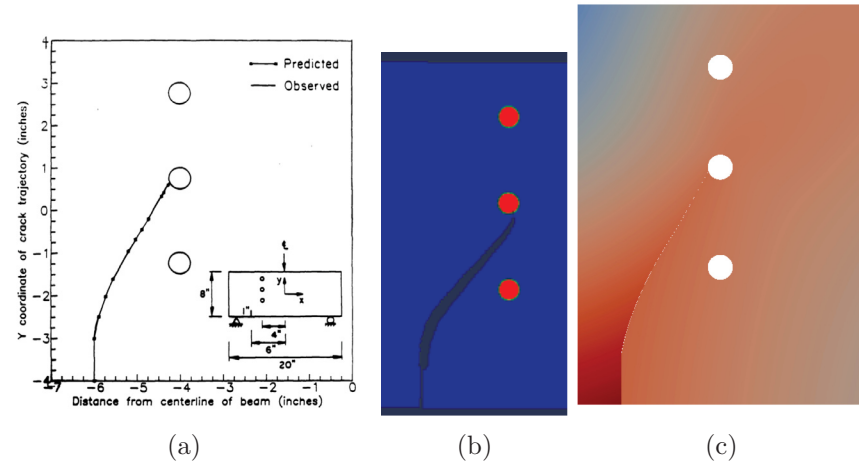 Y coordinate of crack trajectory (inches)
4
3
2
1
0
−1
−2
−3
−4
Predicted
Observed
℄
8"
y
x
1"
4"
6"
20"
−7 −6 −5 −4 −3 −2 −1 0
Distance from centerline of beam (inches)
(a) (b) (c)